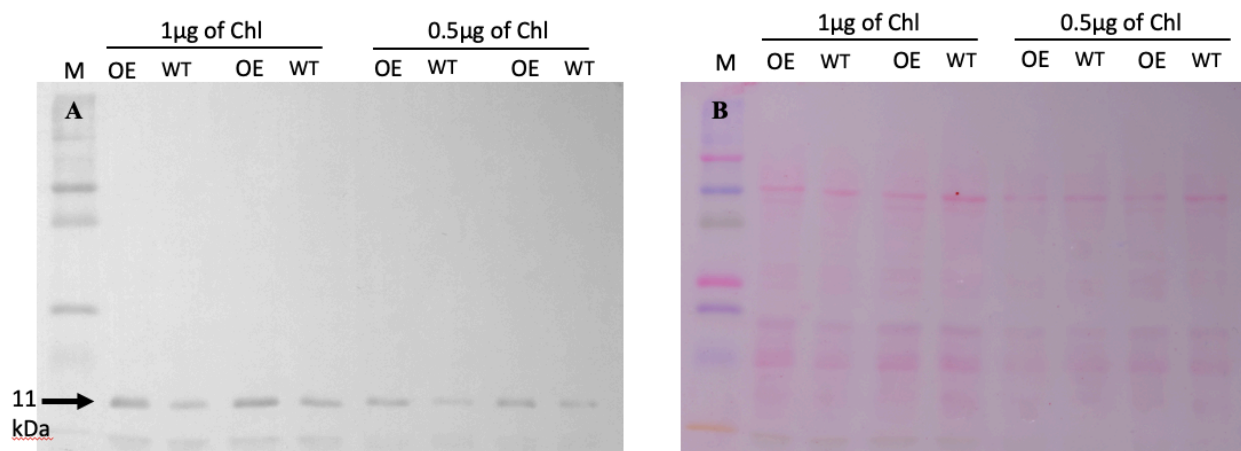 1μg of Chl 0.5μg of Chl
M OE WT OE WT OE WT OE WT
A
11
kDa
1μg of Chl 0.5μg of Chl
M OE WT OE WT OE WT OE WT
B